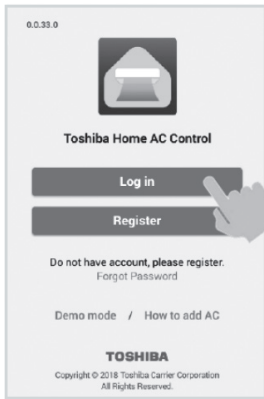 0.0.33.0
Toshiba Home AC Control
Log in
Register
Do not have account, please register.
Forgot Password
Demo mode / How to add AC
TOSHIBA
Copyright © 2018 Toshiba Carrier Corporation
All Rights Reserved.